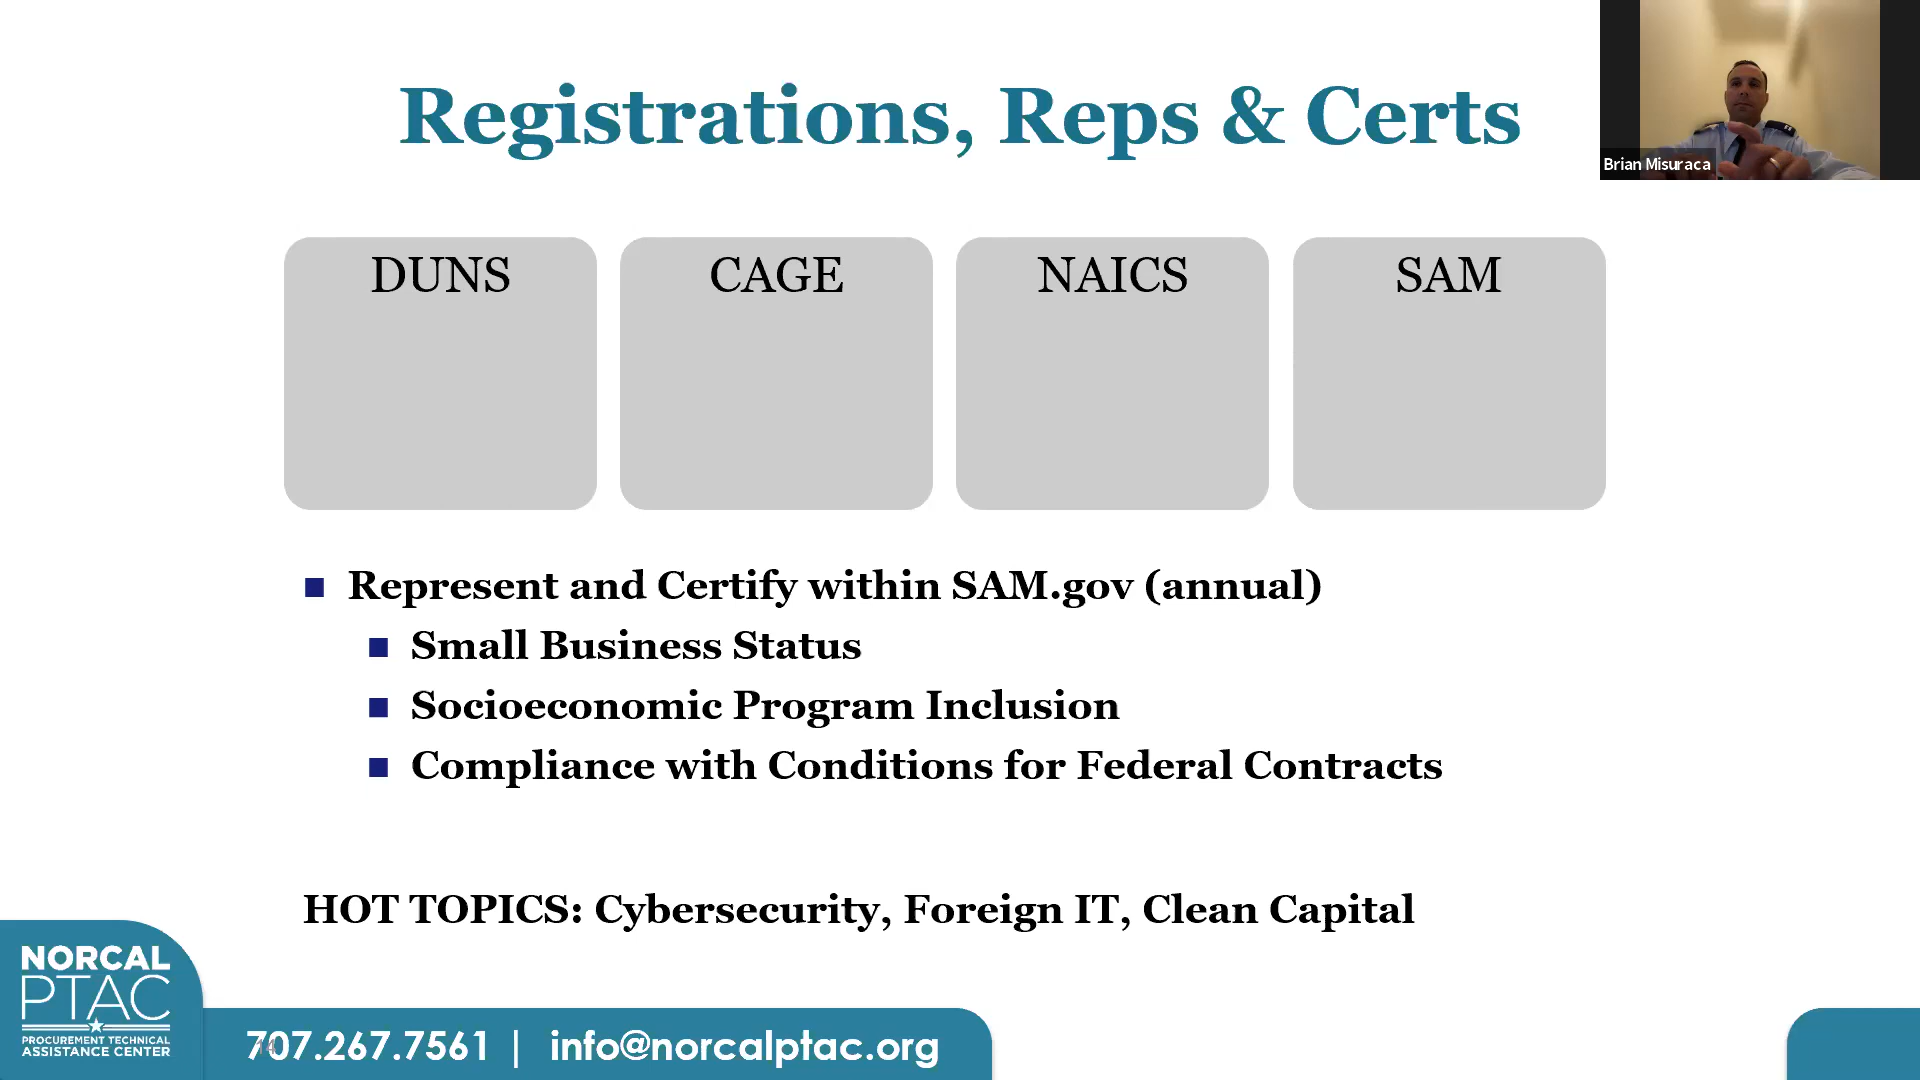 Registrations, Reps & Certs
Brian Misuraca
DUNS
CAGE
NAICS
SAM
Represent and Certify within SAM.gov (annual)
Small Business Status
Socioeconomic Program Inclusion
Compliance with Conditions for Federal Contracts
HOT TOPICS: Cybersecurity, Foreign IT, Clean Capital
NORCAL
PTAC
PROCUREMENT TECHNICAL
ASSISTANCE CENTER
707.267.7561 | info@norcalptac.org
14